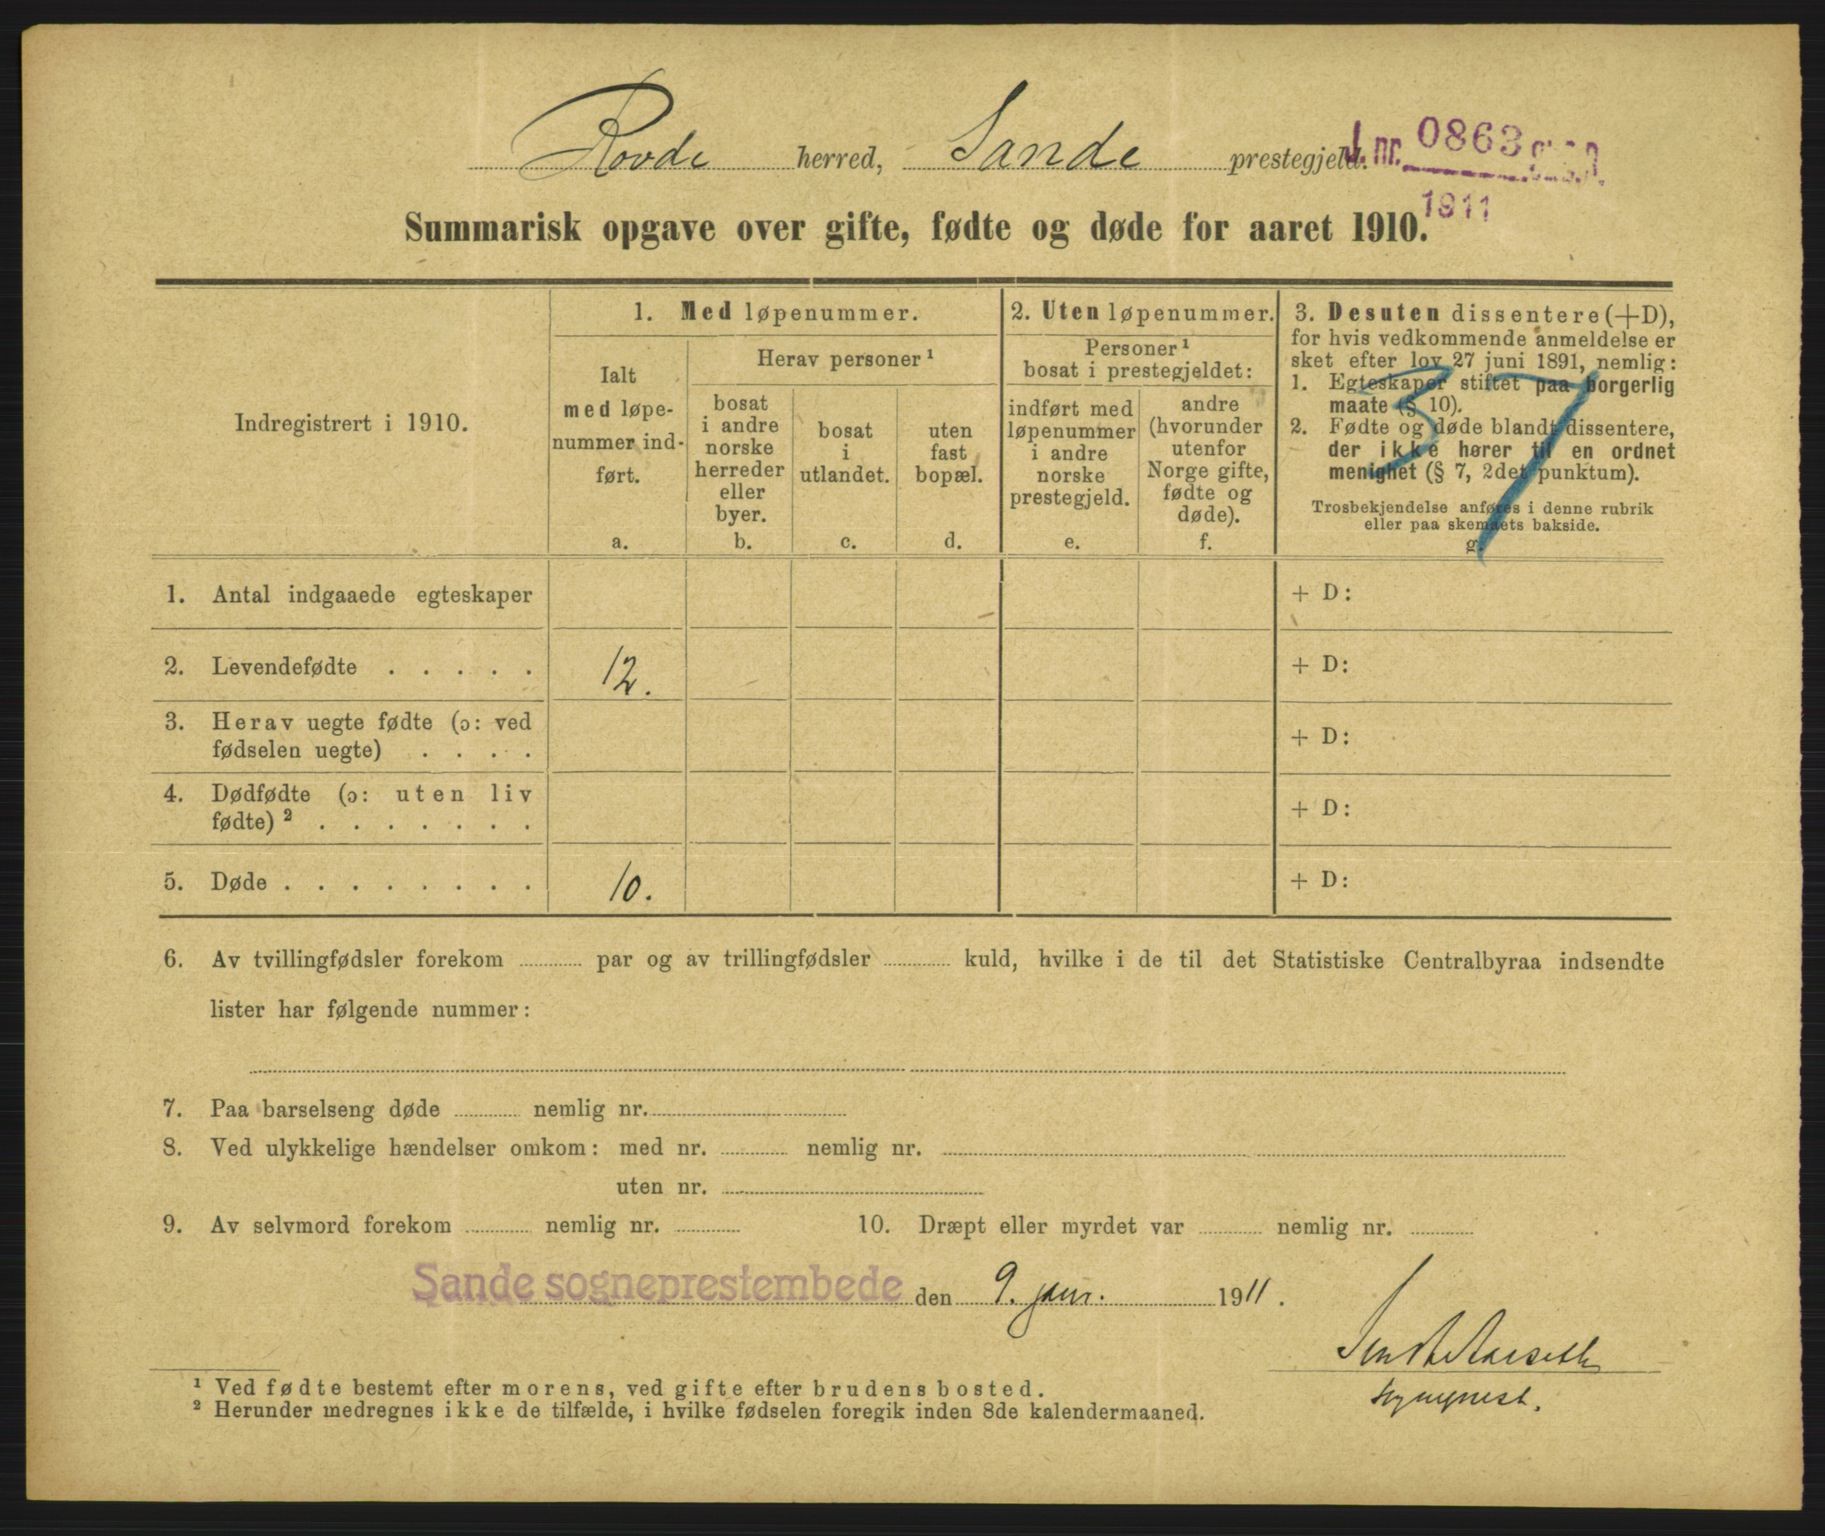 Rovde herred, Sande prestegjeld.
J. nr. 0863
1911
Summarisk opgave over gifte, fødte og døde for aaret 1910.
Indregistrert i 1910.
1. Med løpenummer.
Ialt
med løpe-
nummer ind-
ført.
a.
Herav personer ¹
bosat
i andre
norske
herreder
eller
byer.
b.
bosat
i
utlandet.
c.
uten
fast
bopæl.
d.
2. Uten løpenummer.
Personer ¹
bosat i prestegjeldet:
indført med
løpenummer
i andre
norske
prestegjeld.
e.
andre
(hvorunder
utenfor
Norge gifte,
fødte og
døde).
f.
3. Desuten dissentere (+D),
for hvis vedkommende anmeldelse er
sket efter lov 27 juni 1891, nemlig:
1. Egteskaper stiftet paa borgerlig
maate (§ 10).
2. Fødte og døde blandt dissentere,
der ikke hører til en ordnet
menighet (§ 7, 2det punktum).
Trosbekjendelse anføres i denne rubrik
eller paa skemaets bakside.
g.
37
1. Antal indgaaede egteskaper + D:
2. Levendefødte . . . . . 12. + D:
3. Herav uegte fødte (ɔ: ved
fødselen uegte) . . . . + D:
4. Dødfødte (ɔ: uten liv
fødte) ² . . . . . . . + D:
5. Døde . . . . . . . . 10. + D:
6. Av tvillingfødsler forekom par og av trillingfødsler kuld, hvilke i de til det Statistiske Centralbyraa indsendte
lister har følgende nummer:
7. Paa barselseng døde nemlig nr.
8. Ved ulykkelige hændelser omkom: med nr. nemlig nr.
uten nr.
9. Av selvmord forekom nemlig nr. 10. Dræpt eller myrdet var nemlig nr.
Sande sogneprestembede den 9. jan. 1911.
Aarseth
sogneprest.
¹ Ved fødte bestemt efter morens, ved gifte efter brudens bosted.
² Herunder medregnes ikke de tilfælde, i hvilke fødselen foregik inden 8de kalendermaaned.